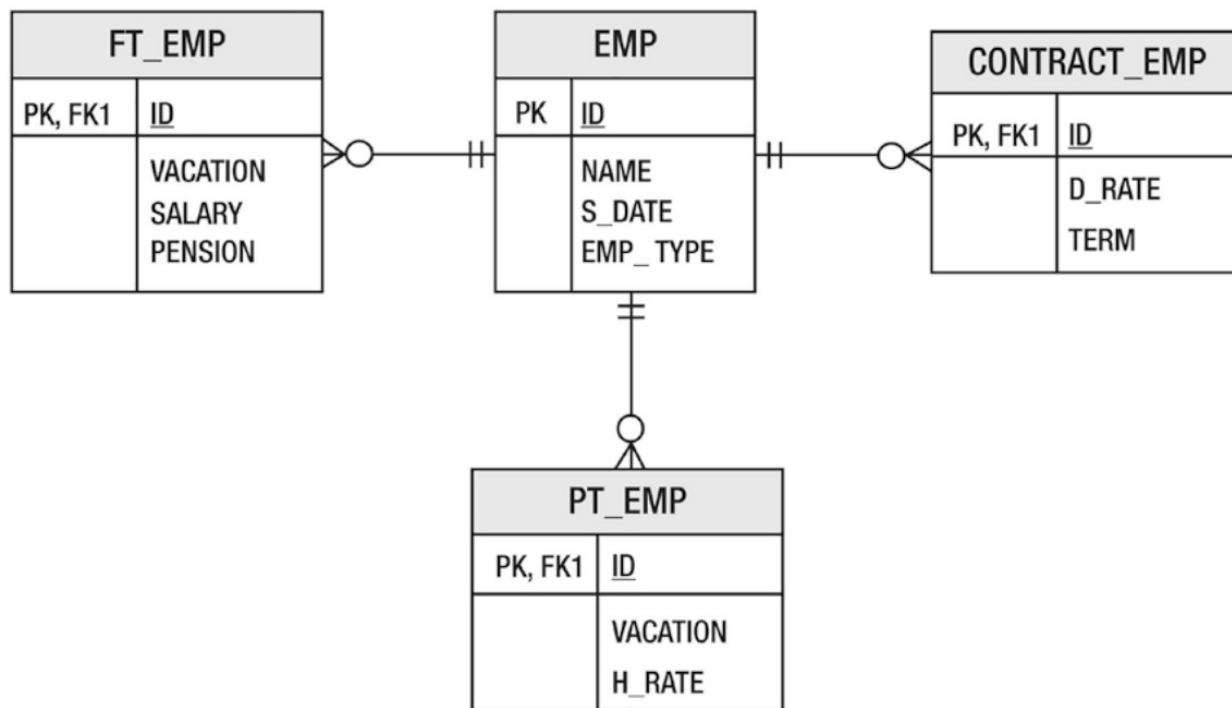 FT_EMP
PK, FK1 ID
VACATION
SALARY
PENSION
EMP
PK ID
NAME
S_DATE
EMP_ TYPE
CONTRACT_EMP
PK, FK1 ID
D_RATE
TERM
PT_EMP
PK, FK1 ID
VACATION
H_RATE